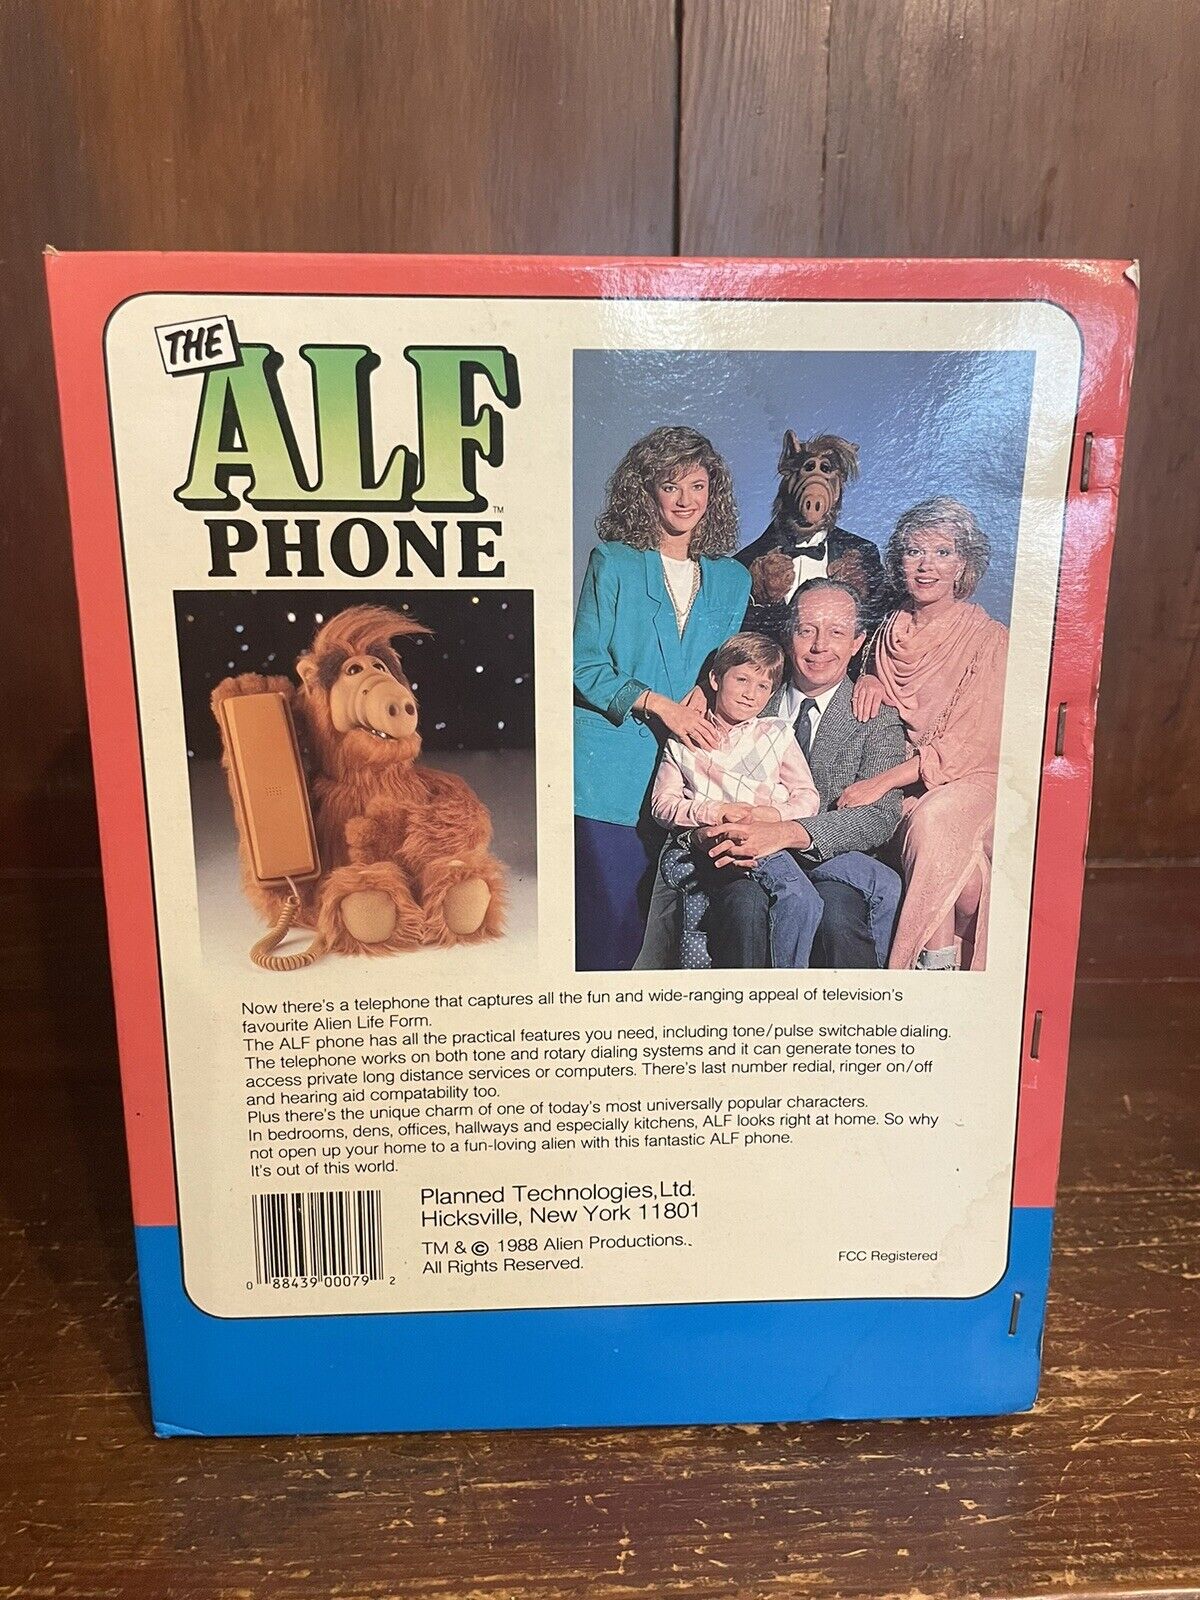 THE
ALF™
PHONE
Now there's a telephone that captures all the fun and wide-ranging appeal of television's
favourite Alien Life Form.
The ALF phone has all the practical features you need, including tone/pulse switchable dialing.
The telephone works on both tone and rotary dialing systems and it can generate tones to
access private long distance services or computers. There's last number redial, ringer on/off
and hearing aid compatability too.
Plus there's the unique charm of one of today's most universally popular characters.
In bedrooms, dens, offices, hallways and especially kitchens, ALF looks right at home. So why
not open up your home to a fun-loving alien with this fantastic ALF phone.
It's out of this world.
Planned Technologies, Ltd.
Hicksville, New York 11801
TM & © 1988 Alien Productions.
All Rights Reserved.
FCC Registered
0 88439 00079 2